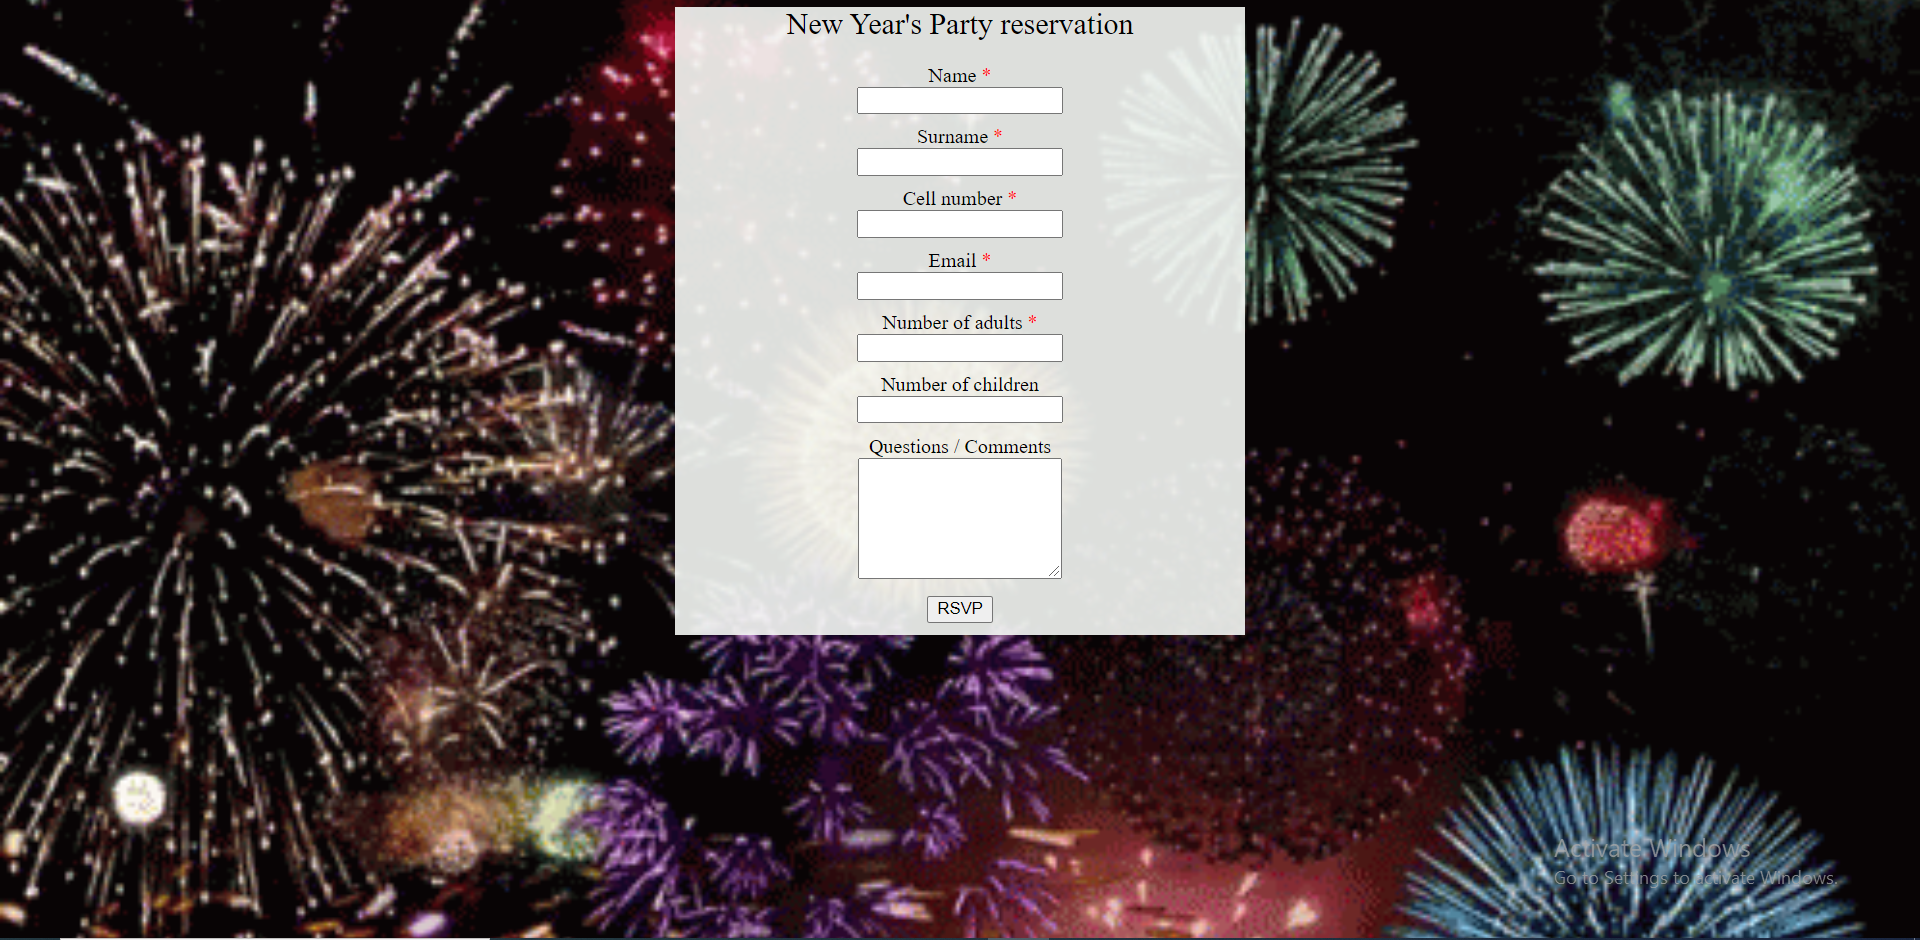 New Year's Party reservation
Name *
Surname *
Cell number *
Email *
Number of adults *
Number of children
Questions / Comments
RSVP
Activate Windows
Go to Settings to activate Windows.